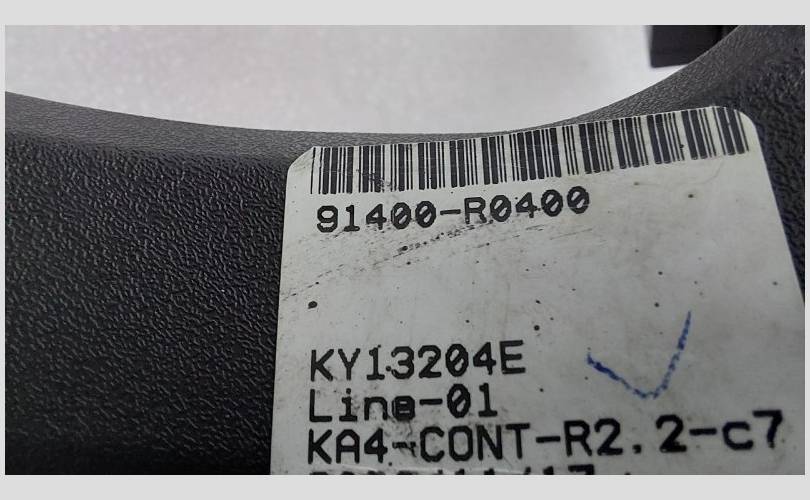 91400-R0400
KY13204E
Line-01
KA4-CONT-R2.2-c7